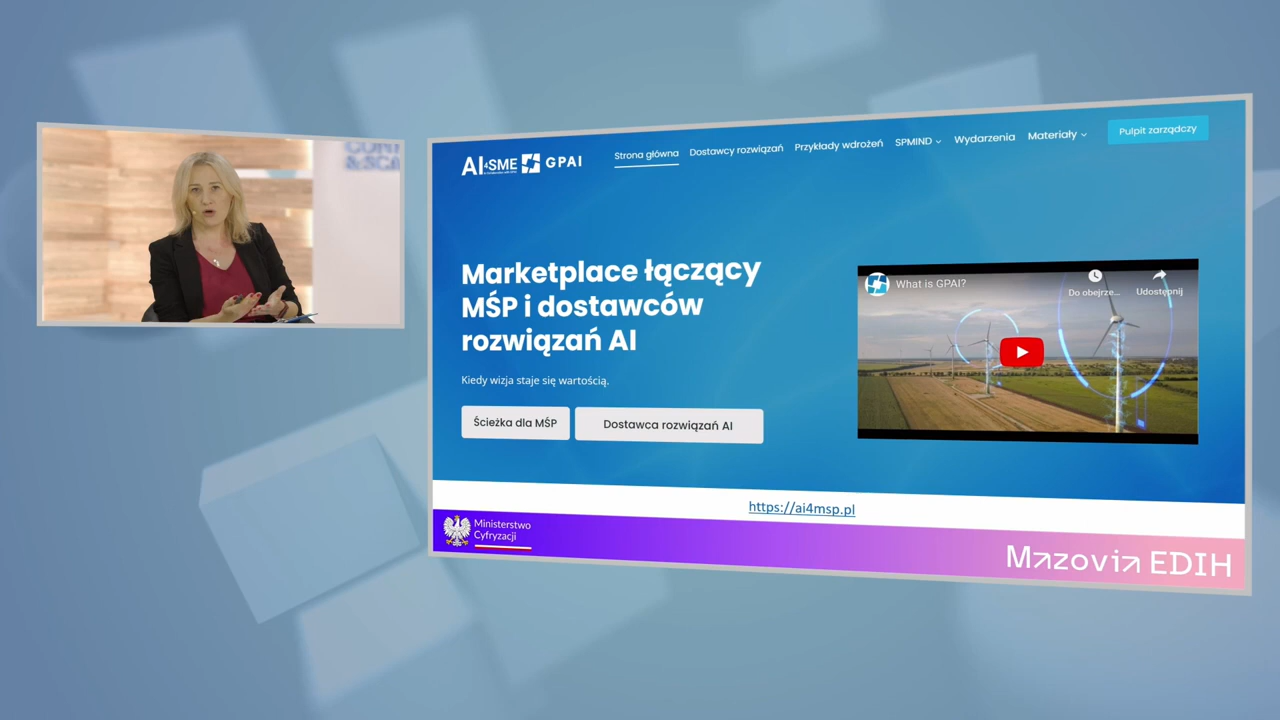 CONN
&SCA
AI4SME GPAI
Strona główna Dostawcy rozwiązań Przykłady wdrożeń SPMIND Wydarzenia Materiały Pulpit zarządczy
Marketplace łączący
MŚP i dostawców
rozwiązań AI
Kiedy wizja staje się wartością.
Ścieżka dla MŚP Dostawca rozwiązań AI
What is GPAI?
Do obejrze... Udostępnij
https://ai4msp.pl
Ministerstwo
Cyfryzacji
Mazovia EDIH